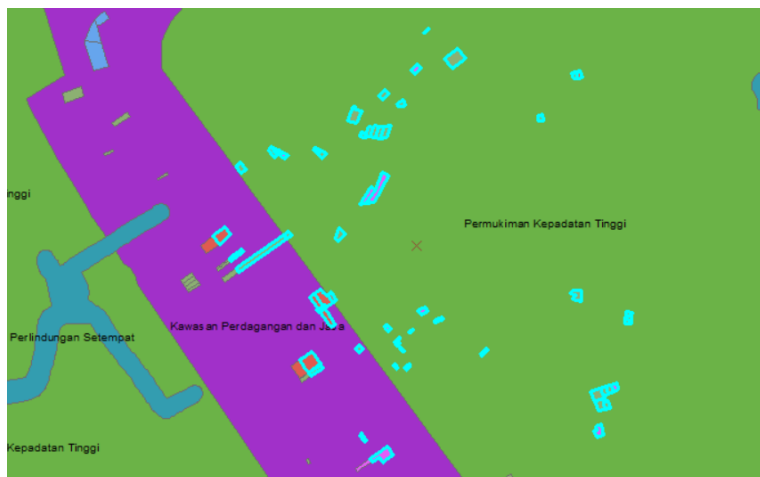 nggi
Permukiman Kepadatan Tinggi
Kawasan Perdagangan dan Jasa
Perlindungan Setempat
Kepadatan Tinggi